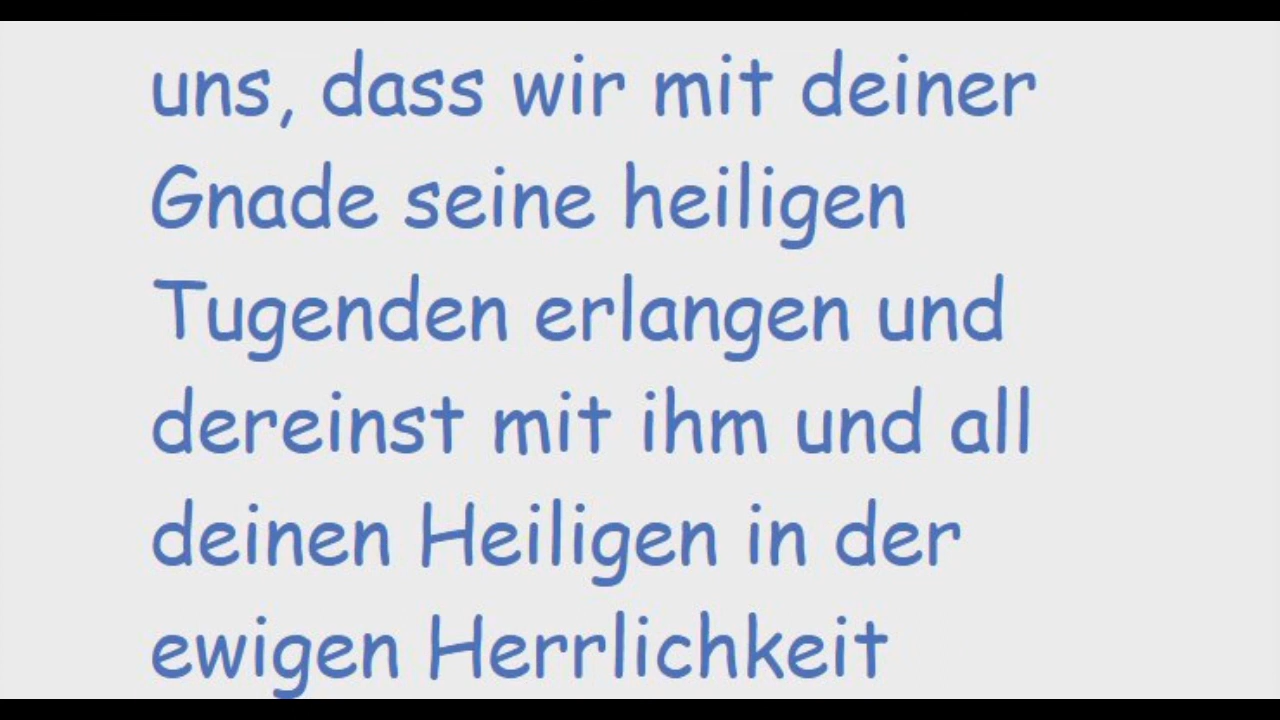 uns, dass wir mit deiner
Gnade seine heiligen
Tugenden erlangen und
dereinst mit ihm und all
deinen Heiligen in der
ewigen Herrlichkeit